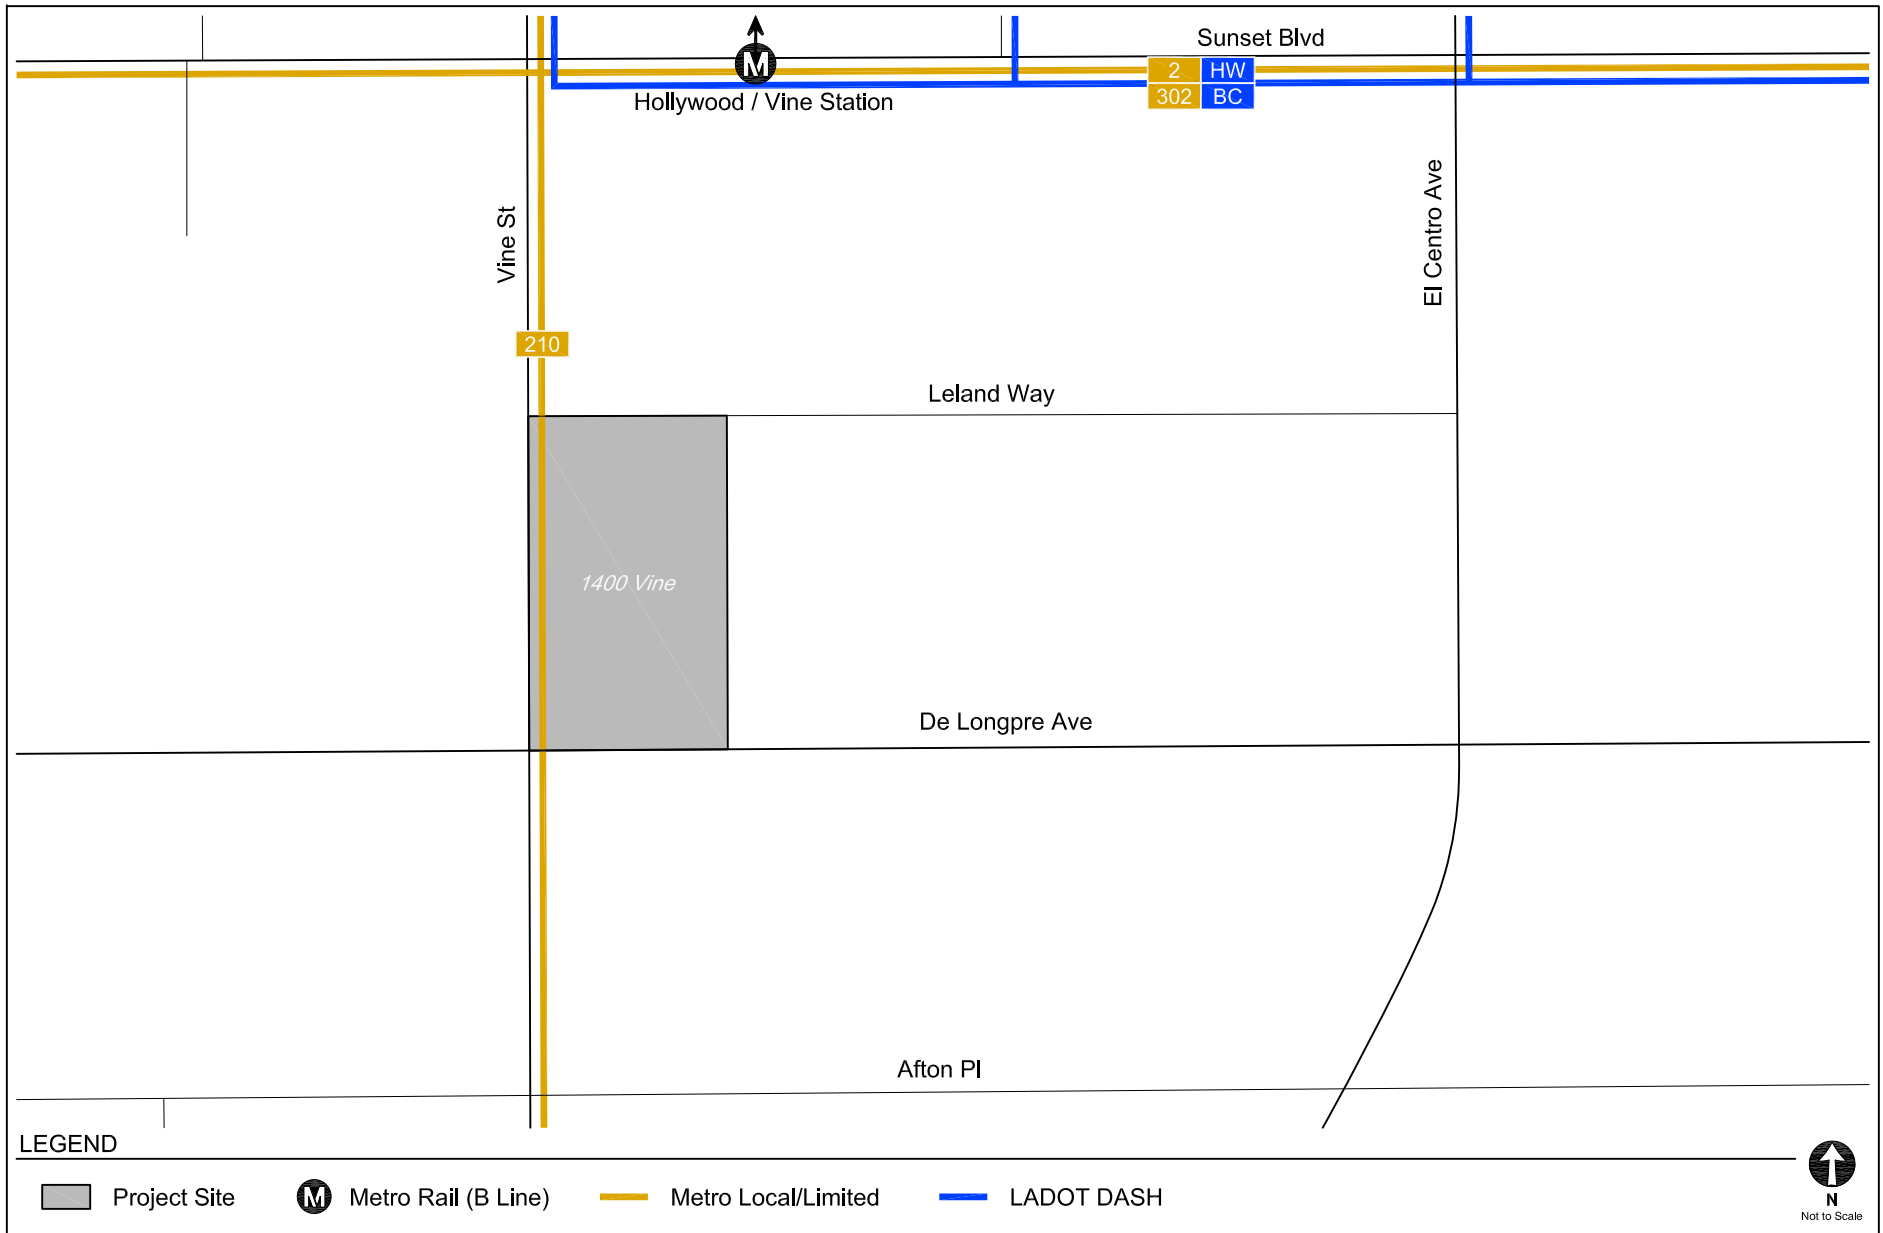 Sunset Blvd
M
2 HW
302 BC
Hollywood / Vine Station
Vine St
El Centro Ave
210
Leland Way
1400 Vine
De Longpre Ave
Afton Pl
LEGEND
Project Site
M Metro Rail (B Line)
Metro Local/Limited
LADOT DASH
N
Not to Scale